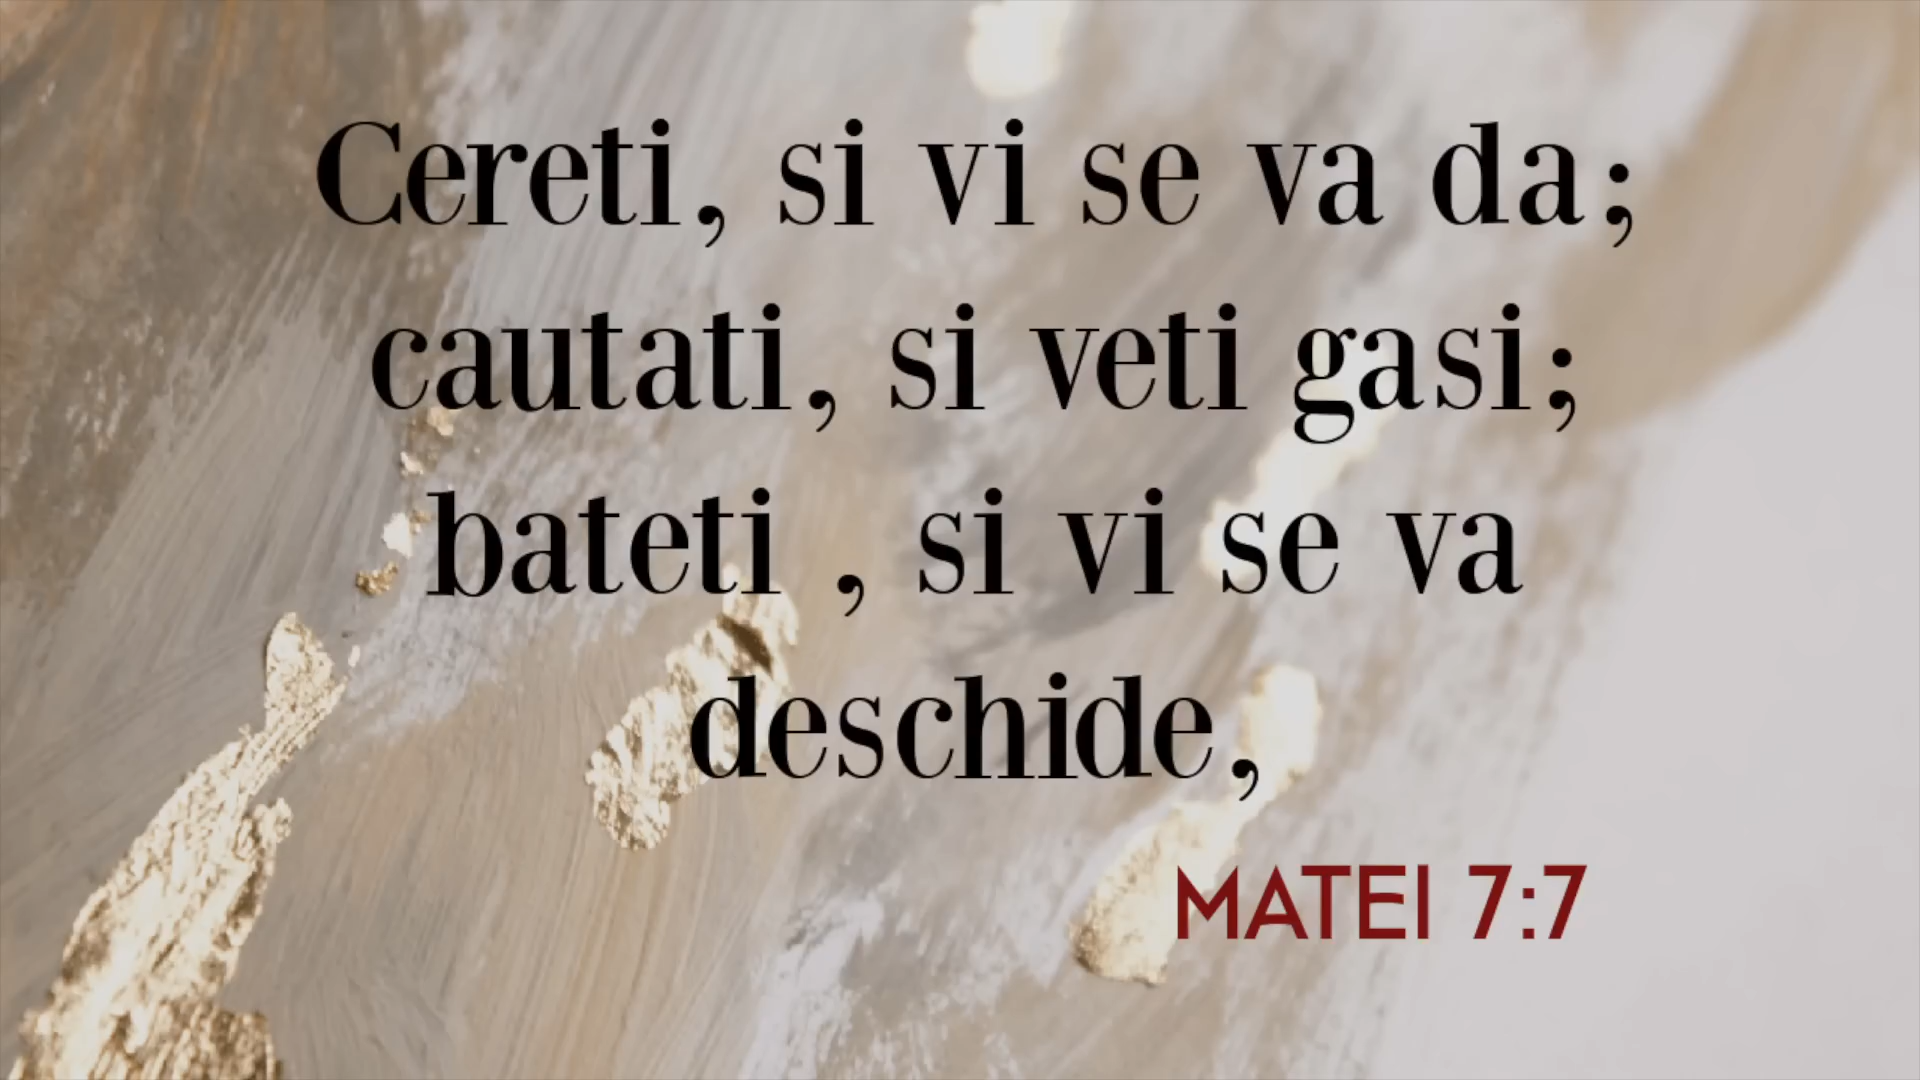 Cereti, si vi se va da;
cautati, si veti gasi;
bateti , si vi se va
deschide,
MATEI 7:7